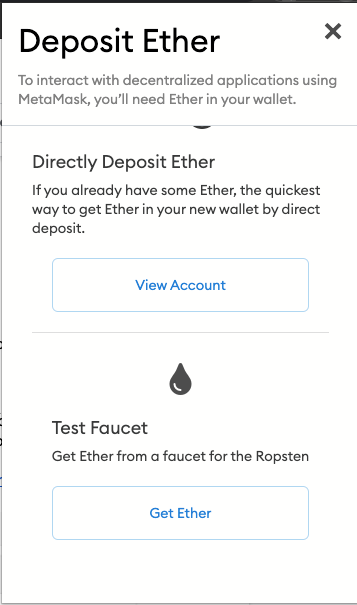 Deposit Ether
To interact with decentralized applications using
MetaMask, you'll need Ether in your wallet.
Directly Deposit Ether
If you already have some Ether, the quickest
way to get Ether in your new wallet by direct
deposit.
View Account
Test Faucet
Get Ether from a faucet for the Ropsten
Get Ether